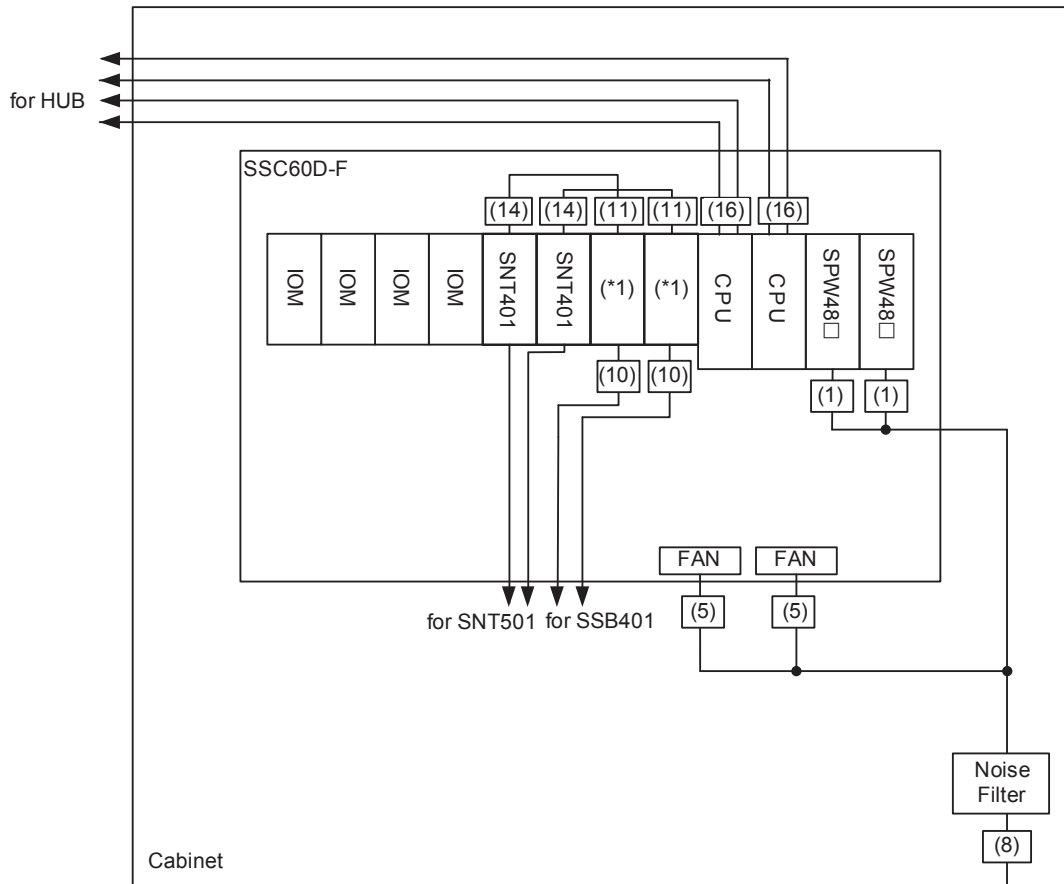 for HUB
SSC60D-F
(14) (14) (11) (11) (16) (16)
IOM IOM IOM IOM SNT401 SNT401 (*1) (*1) CPU CPU SPW48□ SPW48□
(10) (10) (1) (1)
FAN FAN
for SNT501 for SSB401 (5) (5)
Noise
Filter
(8)
Cabinet